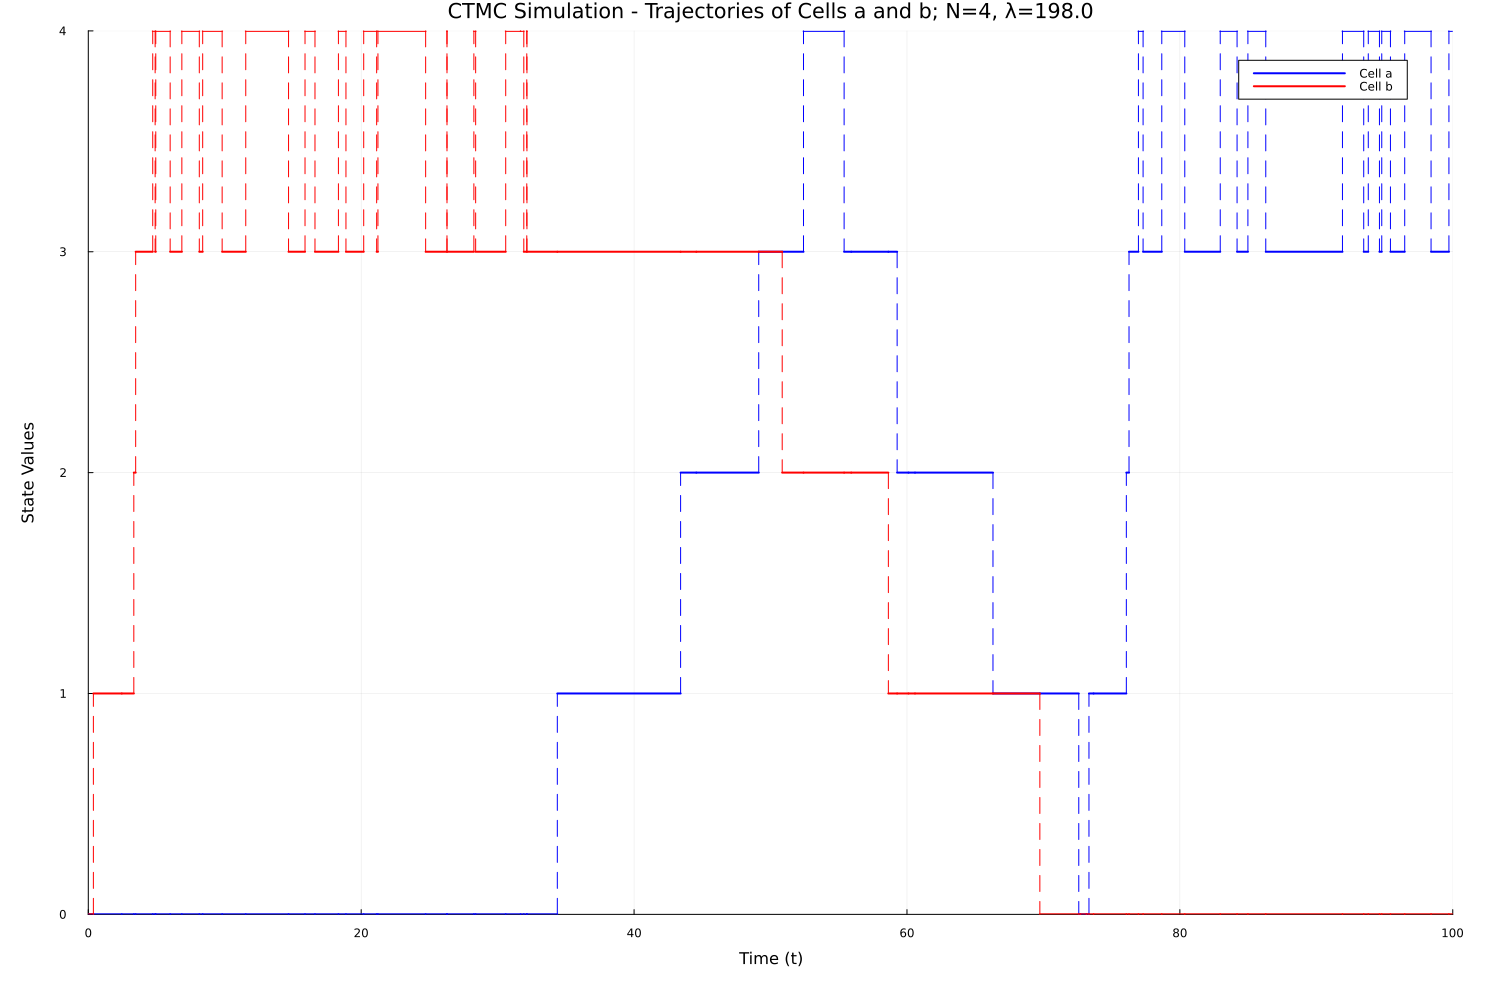 CTMC Simulation - Trajectories of Cells a and b; N=4, λ=198.0
4
Cell a
Cell b
3
State Values
2
1
0
0 20 40 60 80 100
Time (t)